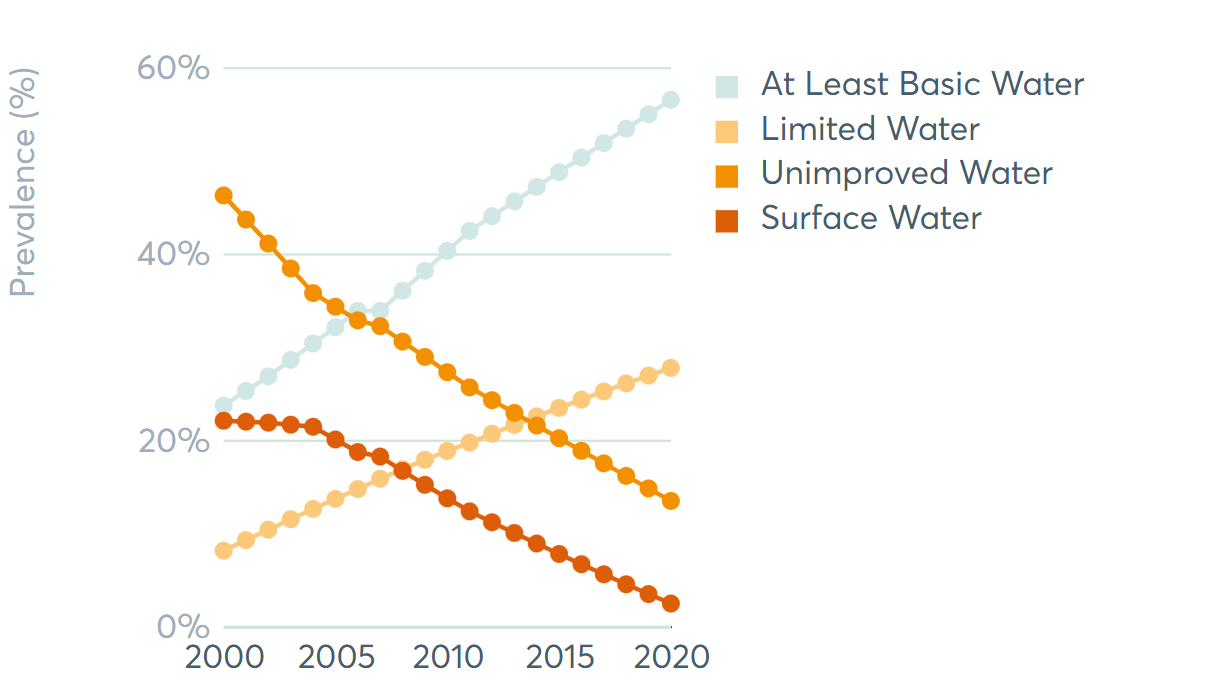 Prevalence (%)
60%
40%
20%
0%
2000 2005 2010 2015 2020
At Least Basic Water
Limited Water
Unimproved Water
Surface Water